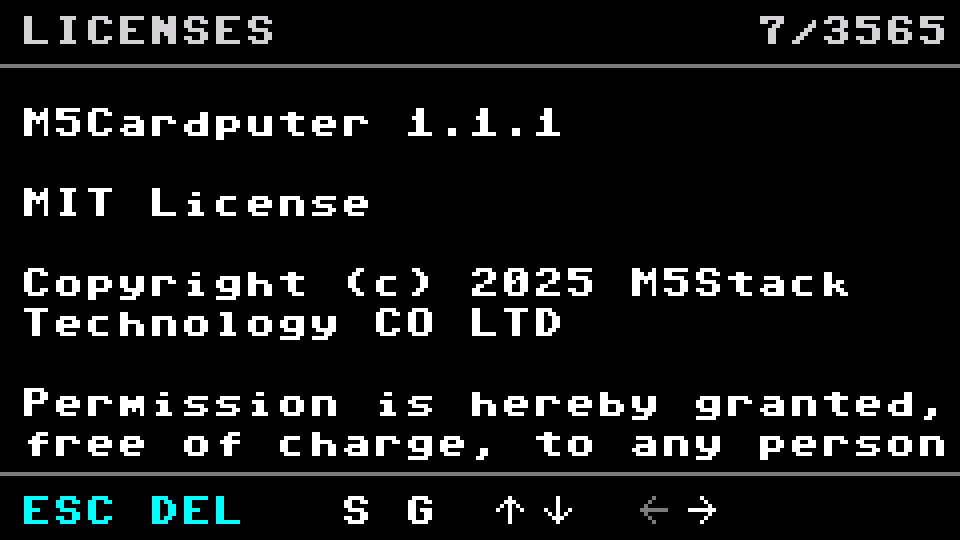 LICENSES 7/3565
M5Cardputer 1.1.1
MIT License
Copyright (c) 2025 M5Stack
Technology CO LTD
Permission is hereby granted,
free of charge, to any person
ESC DEL S G ↑ ↓ ← →